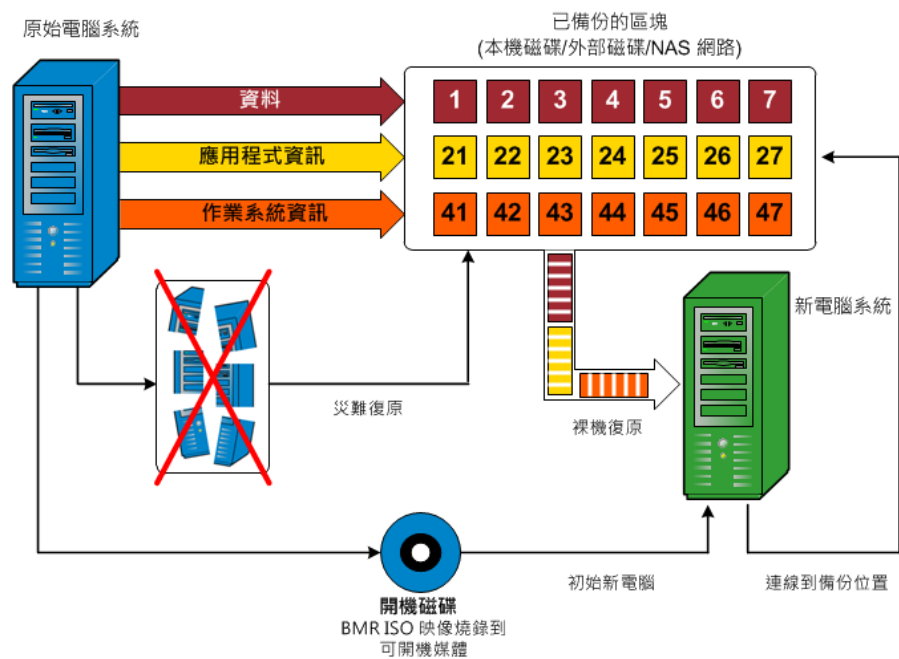 原始電腦系統
已備份的區塊
(本機磁碟/外部磁碟/NAS 網路)
資料
1 2 3 4 5 6 7
應用程式資訊
21 22 23 24 25 26 27
作業系統資訊
41 42 43 44 45 46 47
新電腦系統
災難復原
裸機復原
初始新電腦
連線到備份位置
開機磁碟
BMR ISO 映像燒錄到
可開機媒體